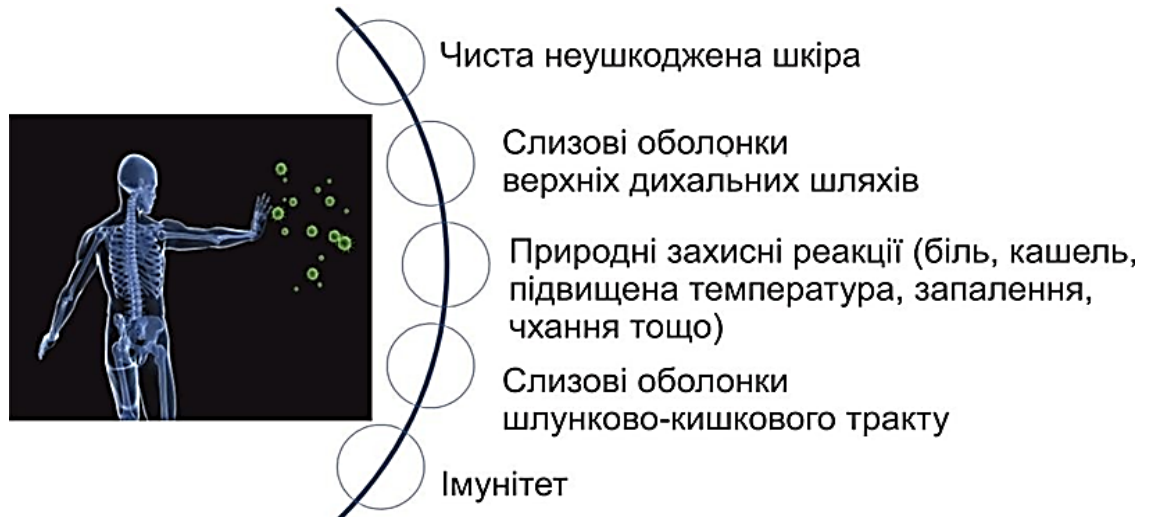 Чиста неушкоджена шкіра
Слизові оболонки
верхніх дихальних шляхів
Природні захисні реакції (біль, кашель,
підвищена температура, запалення,
чхання тощо)
Слизові оболонки
шлунково-кишкового тракту
Імунітет